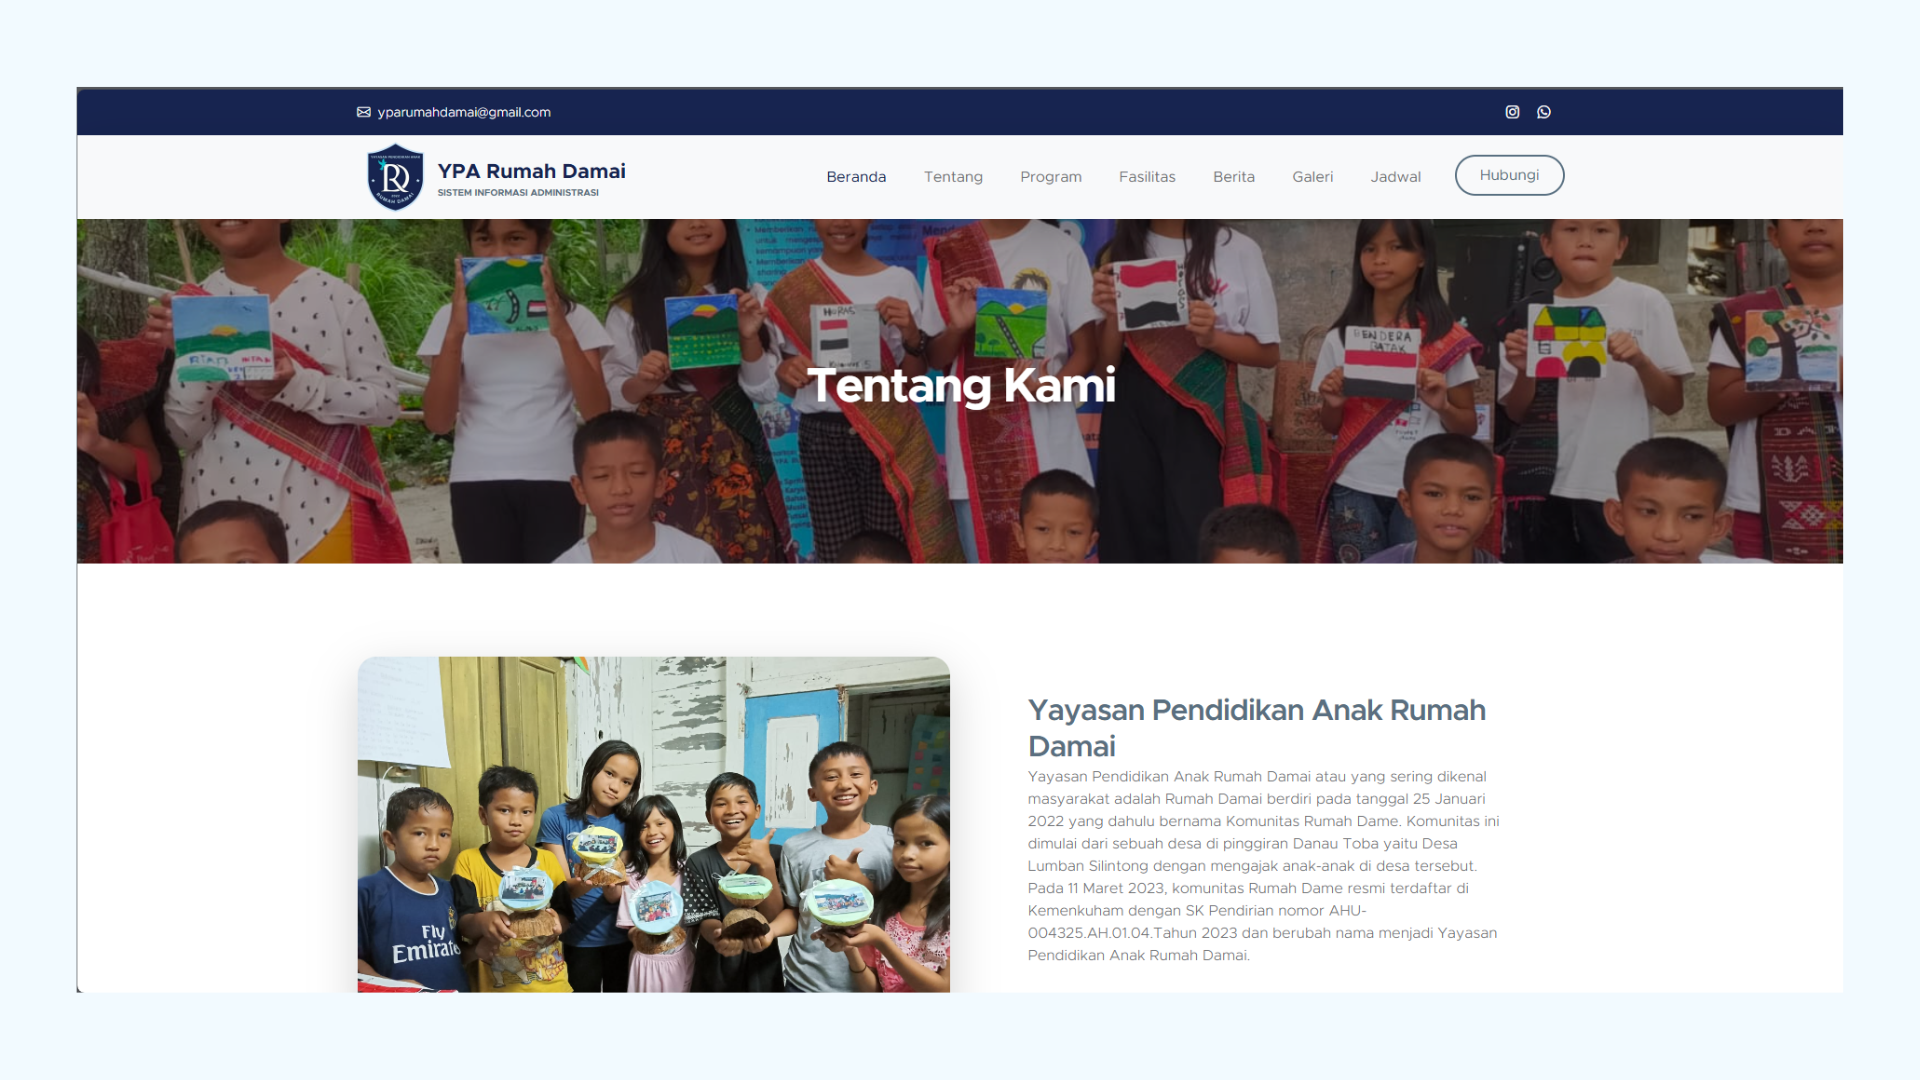 yparumahdamai@gmail.com
YPA Rumah Damai
SISTEM INFORMASI ADMINISTRASI
RUMAH DAMAI
Beranda
Tentang
Program
Fasilitas
Berita
Galeri
Jadwal
Hubungi
HORAS
BENDERA
BATAK
Tentang Kami
Fly
Emirates
Yayasan Pendidikan Anak Rumah
Damai
Yayasan Pendidikan Anak Rumah Damai atau yang sering dikenal
masyarakat adalah Rumah Damai berdiri pada tanggal 25 Januari
2022 yang dahulu bernama Komunitas Rumah Dame. Komunitas ini
dimulai dari sebuah desa di pinggiran Danau Toba yaitu Desa
Lumban Silintong dengan mengajak anak-anak di desa tersebut.
Pada 11 Maret 2023, komunitas Rumah Dame resmi terdaftar di
Kemenkuham dengan SK Pendirian nomor AHU-
004325.AH.01.04.Tahun 2023 dan berubah nama menjadi Yayasan
Pendidikan Anak Rumah Damai.